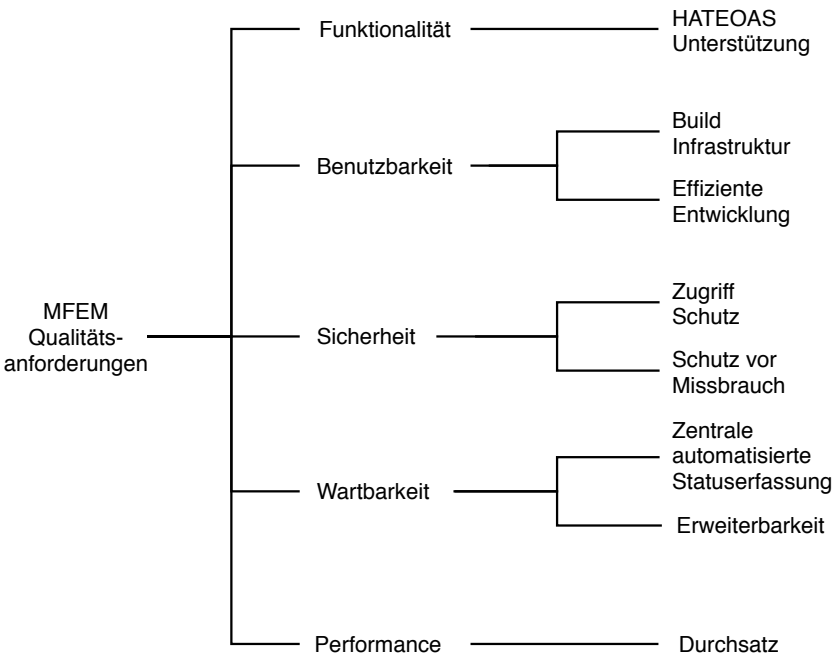 MFEM
Qualitäts-
anforderungen
Funktionalität
HATEOAS
Unterstützung
Benutzbarkeit
Build
Infrastruktur
Effiziente
Entwicklung
Sicherheit
Zugriff
Schutz
Schutz vor
Missbrauch
Wartbarkeit
Zentrale
automatisierte
Statuserfassung
Erweiterbarkeit
Performance
Durchsatz